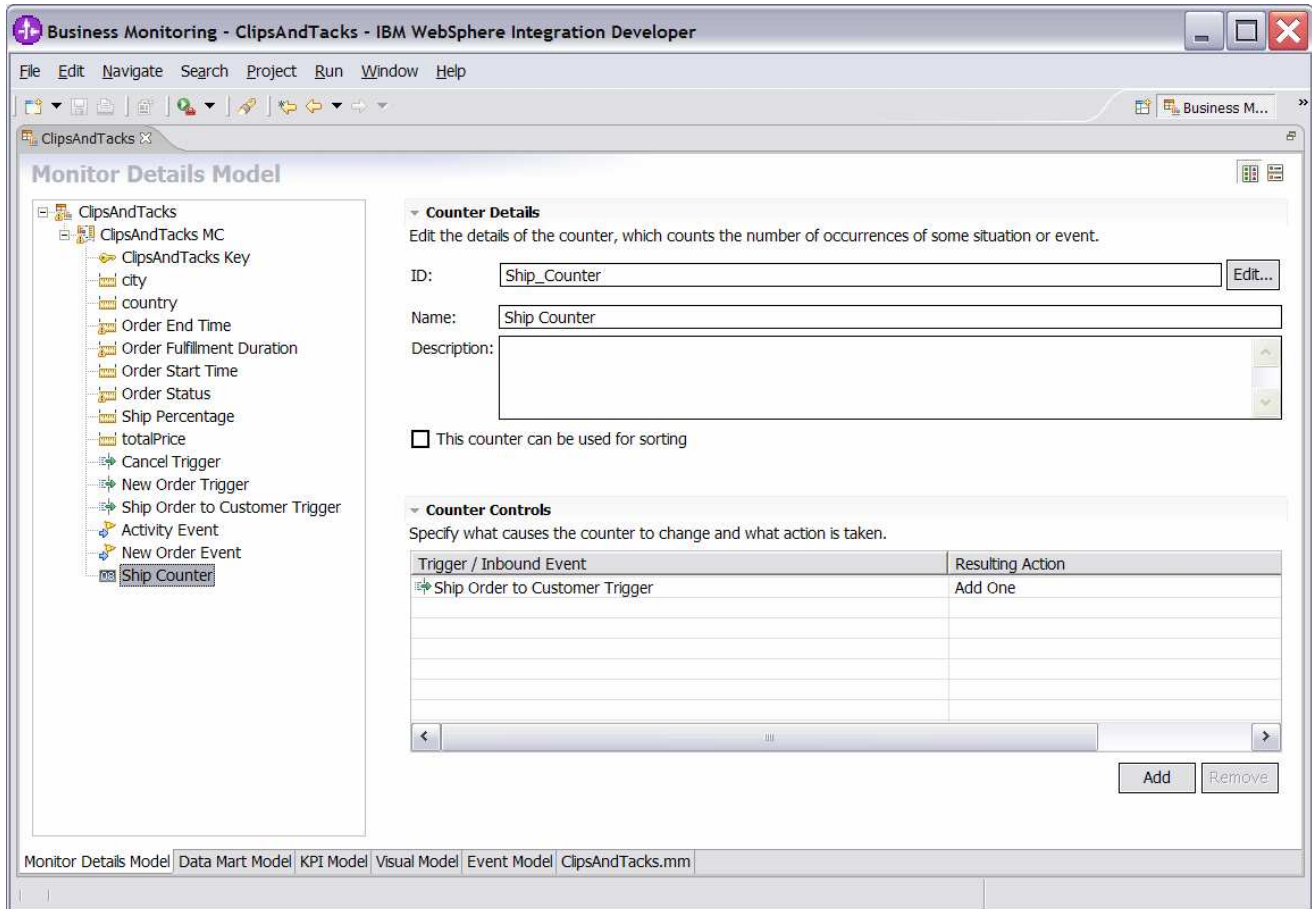 Business Monitoring - ClipsAndTacks - IBM WebSphere Integration Developer
File Edit Navigate Search Project Run Window Help
Business M... »
ClipsAndTacks
Monitor Details Model
ClipsAndTacks
ClipsAndTacks MC
ClipsAndTacks Key
city
country
Order End Time
Order Fulfillment Duration
Order Start Time
Order Status
Ship Percentage
totalPrice
Cancel Trigger
New Order Trigger
Ship Order to Customer Trigger
Activity Event
New Order Event
Ship Counter
Counter Details
Edit the details of the counter, which counts the number of occurrences of some situation or event.
ID: Ship_Counter Edit...
Name: Ship Counter
Description:
This counter can be used for sorting
Counter Controls
Specify what causes the counter to change and what action is taken.
Trigger / Inbound Event Resulting Action
Ship Order to Customer Trigger Add One
Add Remove
Monitor Details Model Data Mart Model KPI Model Visual Model Event Model ClipsAndTacks.mm